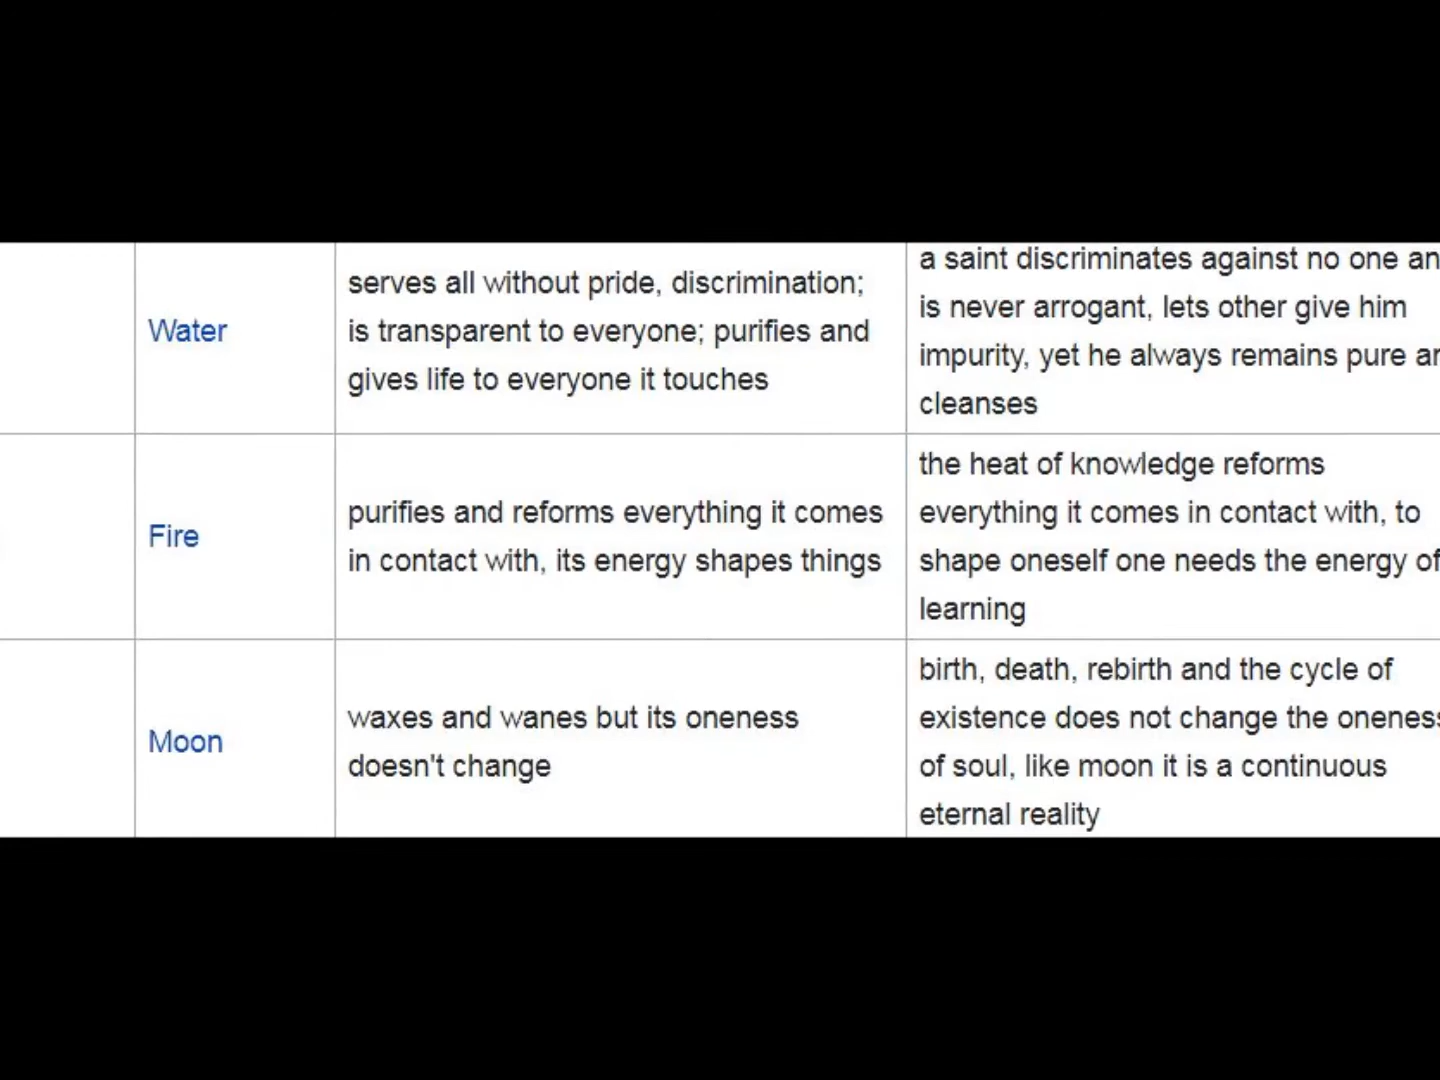 Water
serves all without pride, discrimination;
is transparent to everyone; purifies and
gives life to everyone it touches
a saint discriminates against no one
is never arrogant, lets other give him
impurity, yet he always remains pure
cleanses
Fire
purifies and reforms everything it comes
in contact with, its energy shapes things
the heat of knowledge reforms
everything it comes in contact with, to
shape oneself one needs the energy of
learning
Moon
waxes and wanes but its oneness
doesn't change
birth, death, rebirth and the cycle of
existence does not change the oneness
of soul, like moon it is a continuous
eternal reality